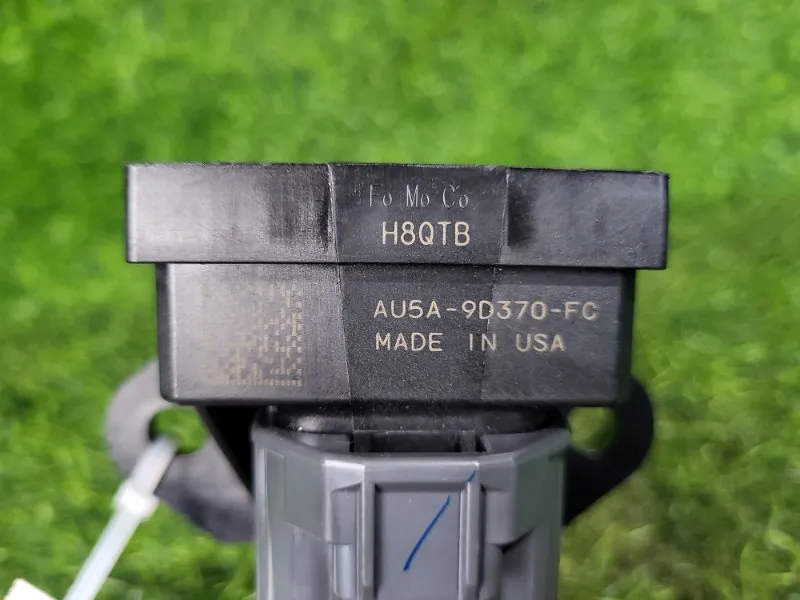 Fo Mo Co
H8QTB
AU5A-9D370-FC
MADE IN USA